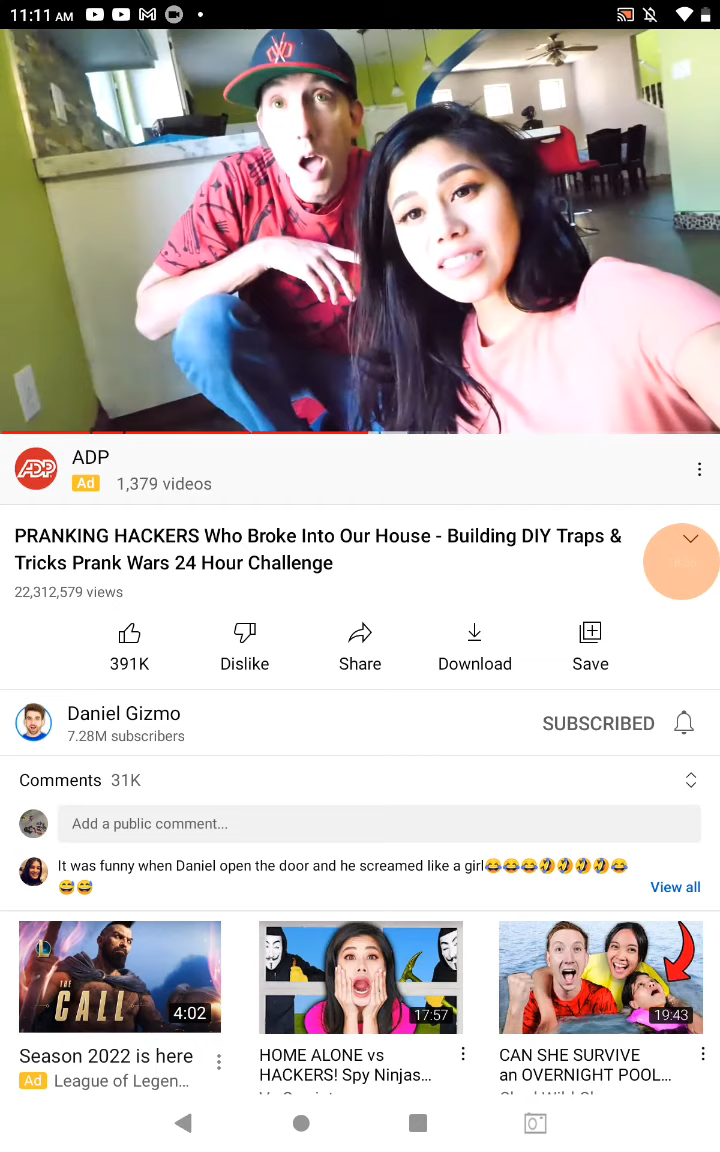 11:11 AM
ADP
ADP
Ad 1,379 videos
PRANKING HACKERS Who Broke Into Our House - Building DIY Traps &
Tricks Prank Wars 24 Hour Challenge
22,312,579 views
391K Dislike Share Download Save
Daniel Gizmo
7.28M subscribers
SUBSCRIBED
Comments 31K
Add a public comment...
It was funny when Daniel open the door and he screamed like a girl😂😂😂🤣🤣🤣🤣😂
😅😅
View all
THE
CALL
4:02
17:57
19:43
Season 2022 is here
Ad League of Legen...
HOME ALONE vs
HACKERS! Spy Ninjas...
CAN SHE SURVIVE
an OVERNIGHT POOL...